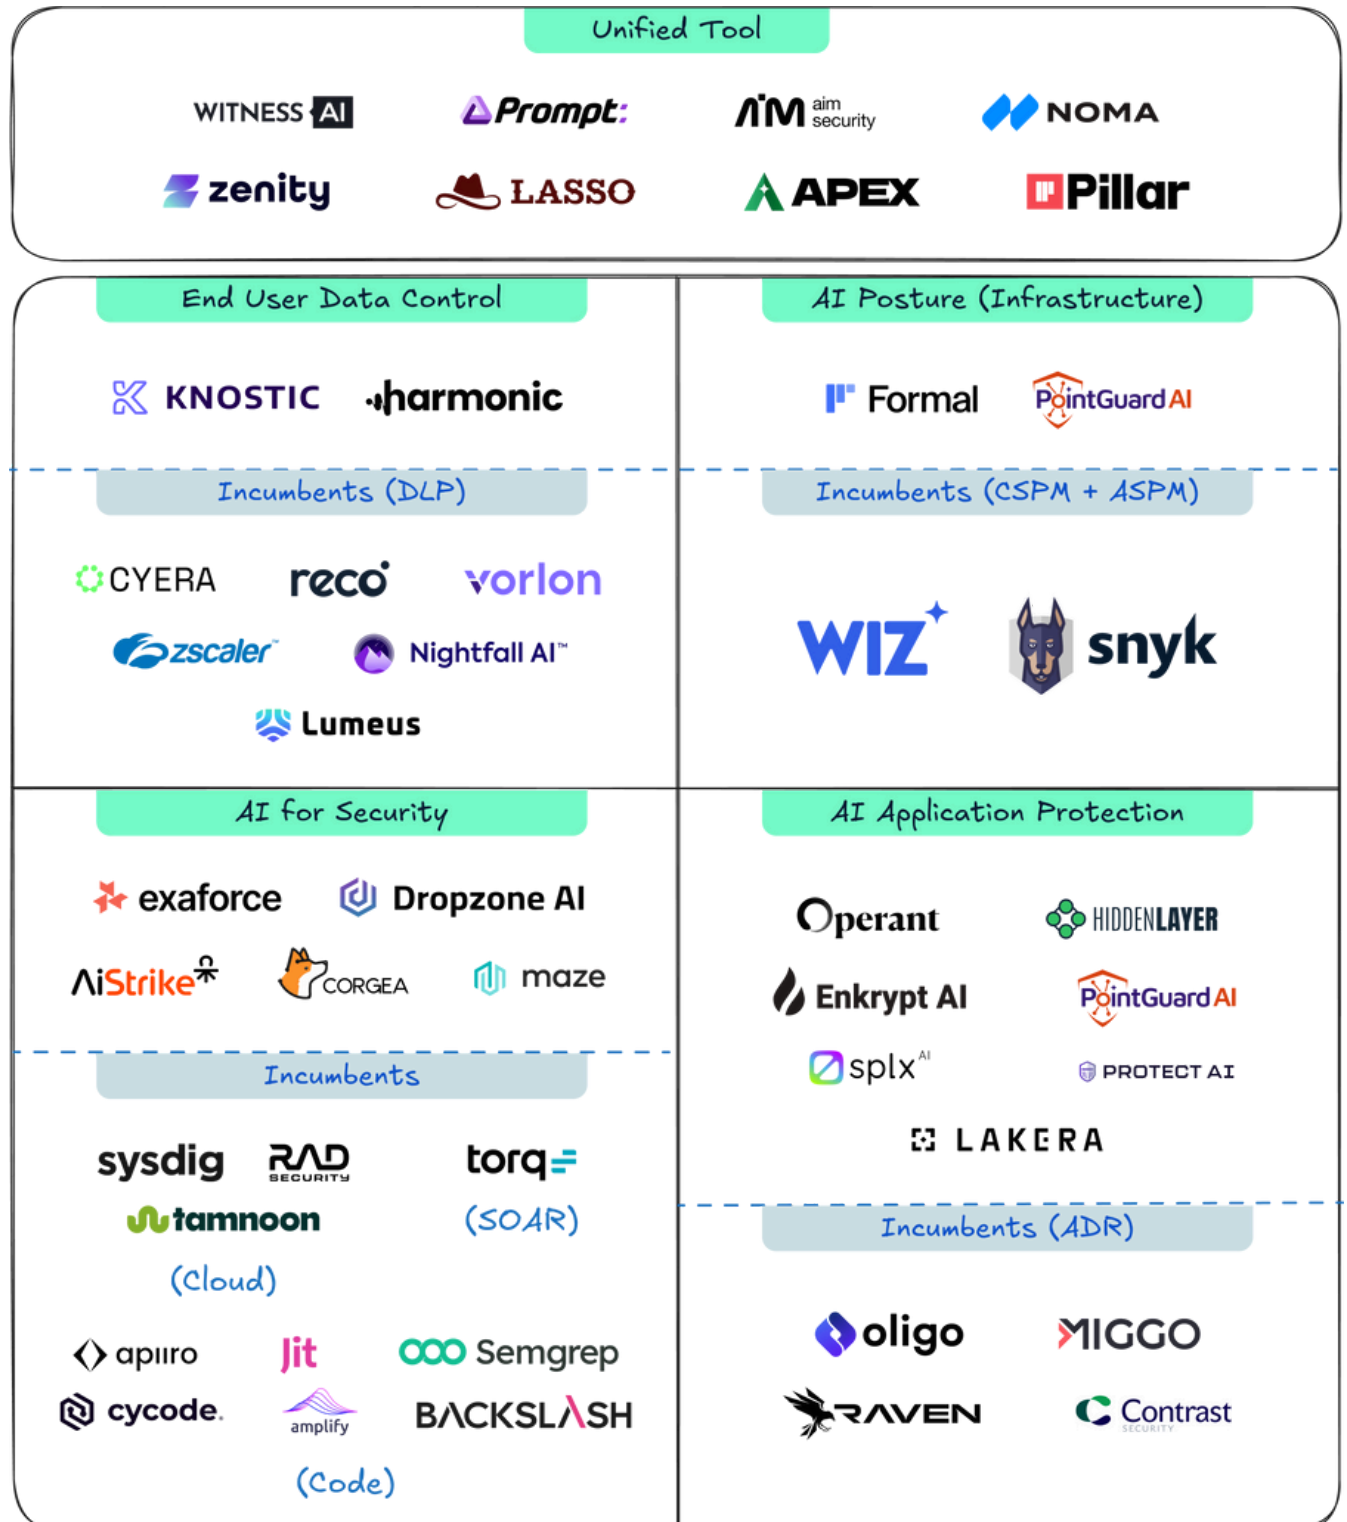 Unified Tool
WITNESS AI
Prompt:
AIM aim security
NOMA
zenity
LASSO
APEX
Pillar
End User Data Control
KNOSTIC
harmonic
Incumbents (DLP)
CYERA
reco
vorlon
zscaler™
Nightfall AI™
Lumeus
AI Posture (Infrastructure)
Formal
PointGuard AI
Incumbents (CSPM + ASPM)
WIZ
snyk
AI for Security
exaforce
Dropzone AI
AiStrike
CORGEA
maze
Incumbents
sysdig
RAD SECURITY
torq
tamnoon
(SOAR)
(Cloud)
apiiro
Jit
Semgrep
cycode.
amplify
BACKSLASH
(Code)
AI Application Protection
Operant
HIDDENLAYER
Enkrypt AI
PointGuard AI
splx AI
PROTECT AI
LAKERA
Incumbents (ADR)
oligo
MIGGO
RAVEN
Contrast SECURITY